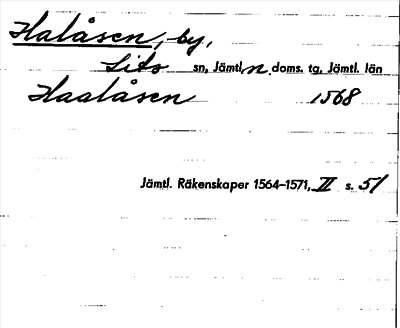 Halåsen, by,
Lits sn, Jämtl. n. doms. tg, Jämtl. län
Haalåsen 1568
Jämtl. Räkenskaper 1564–1571, II s. 51